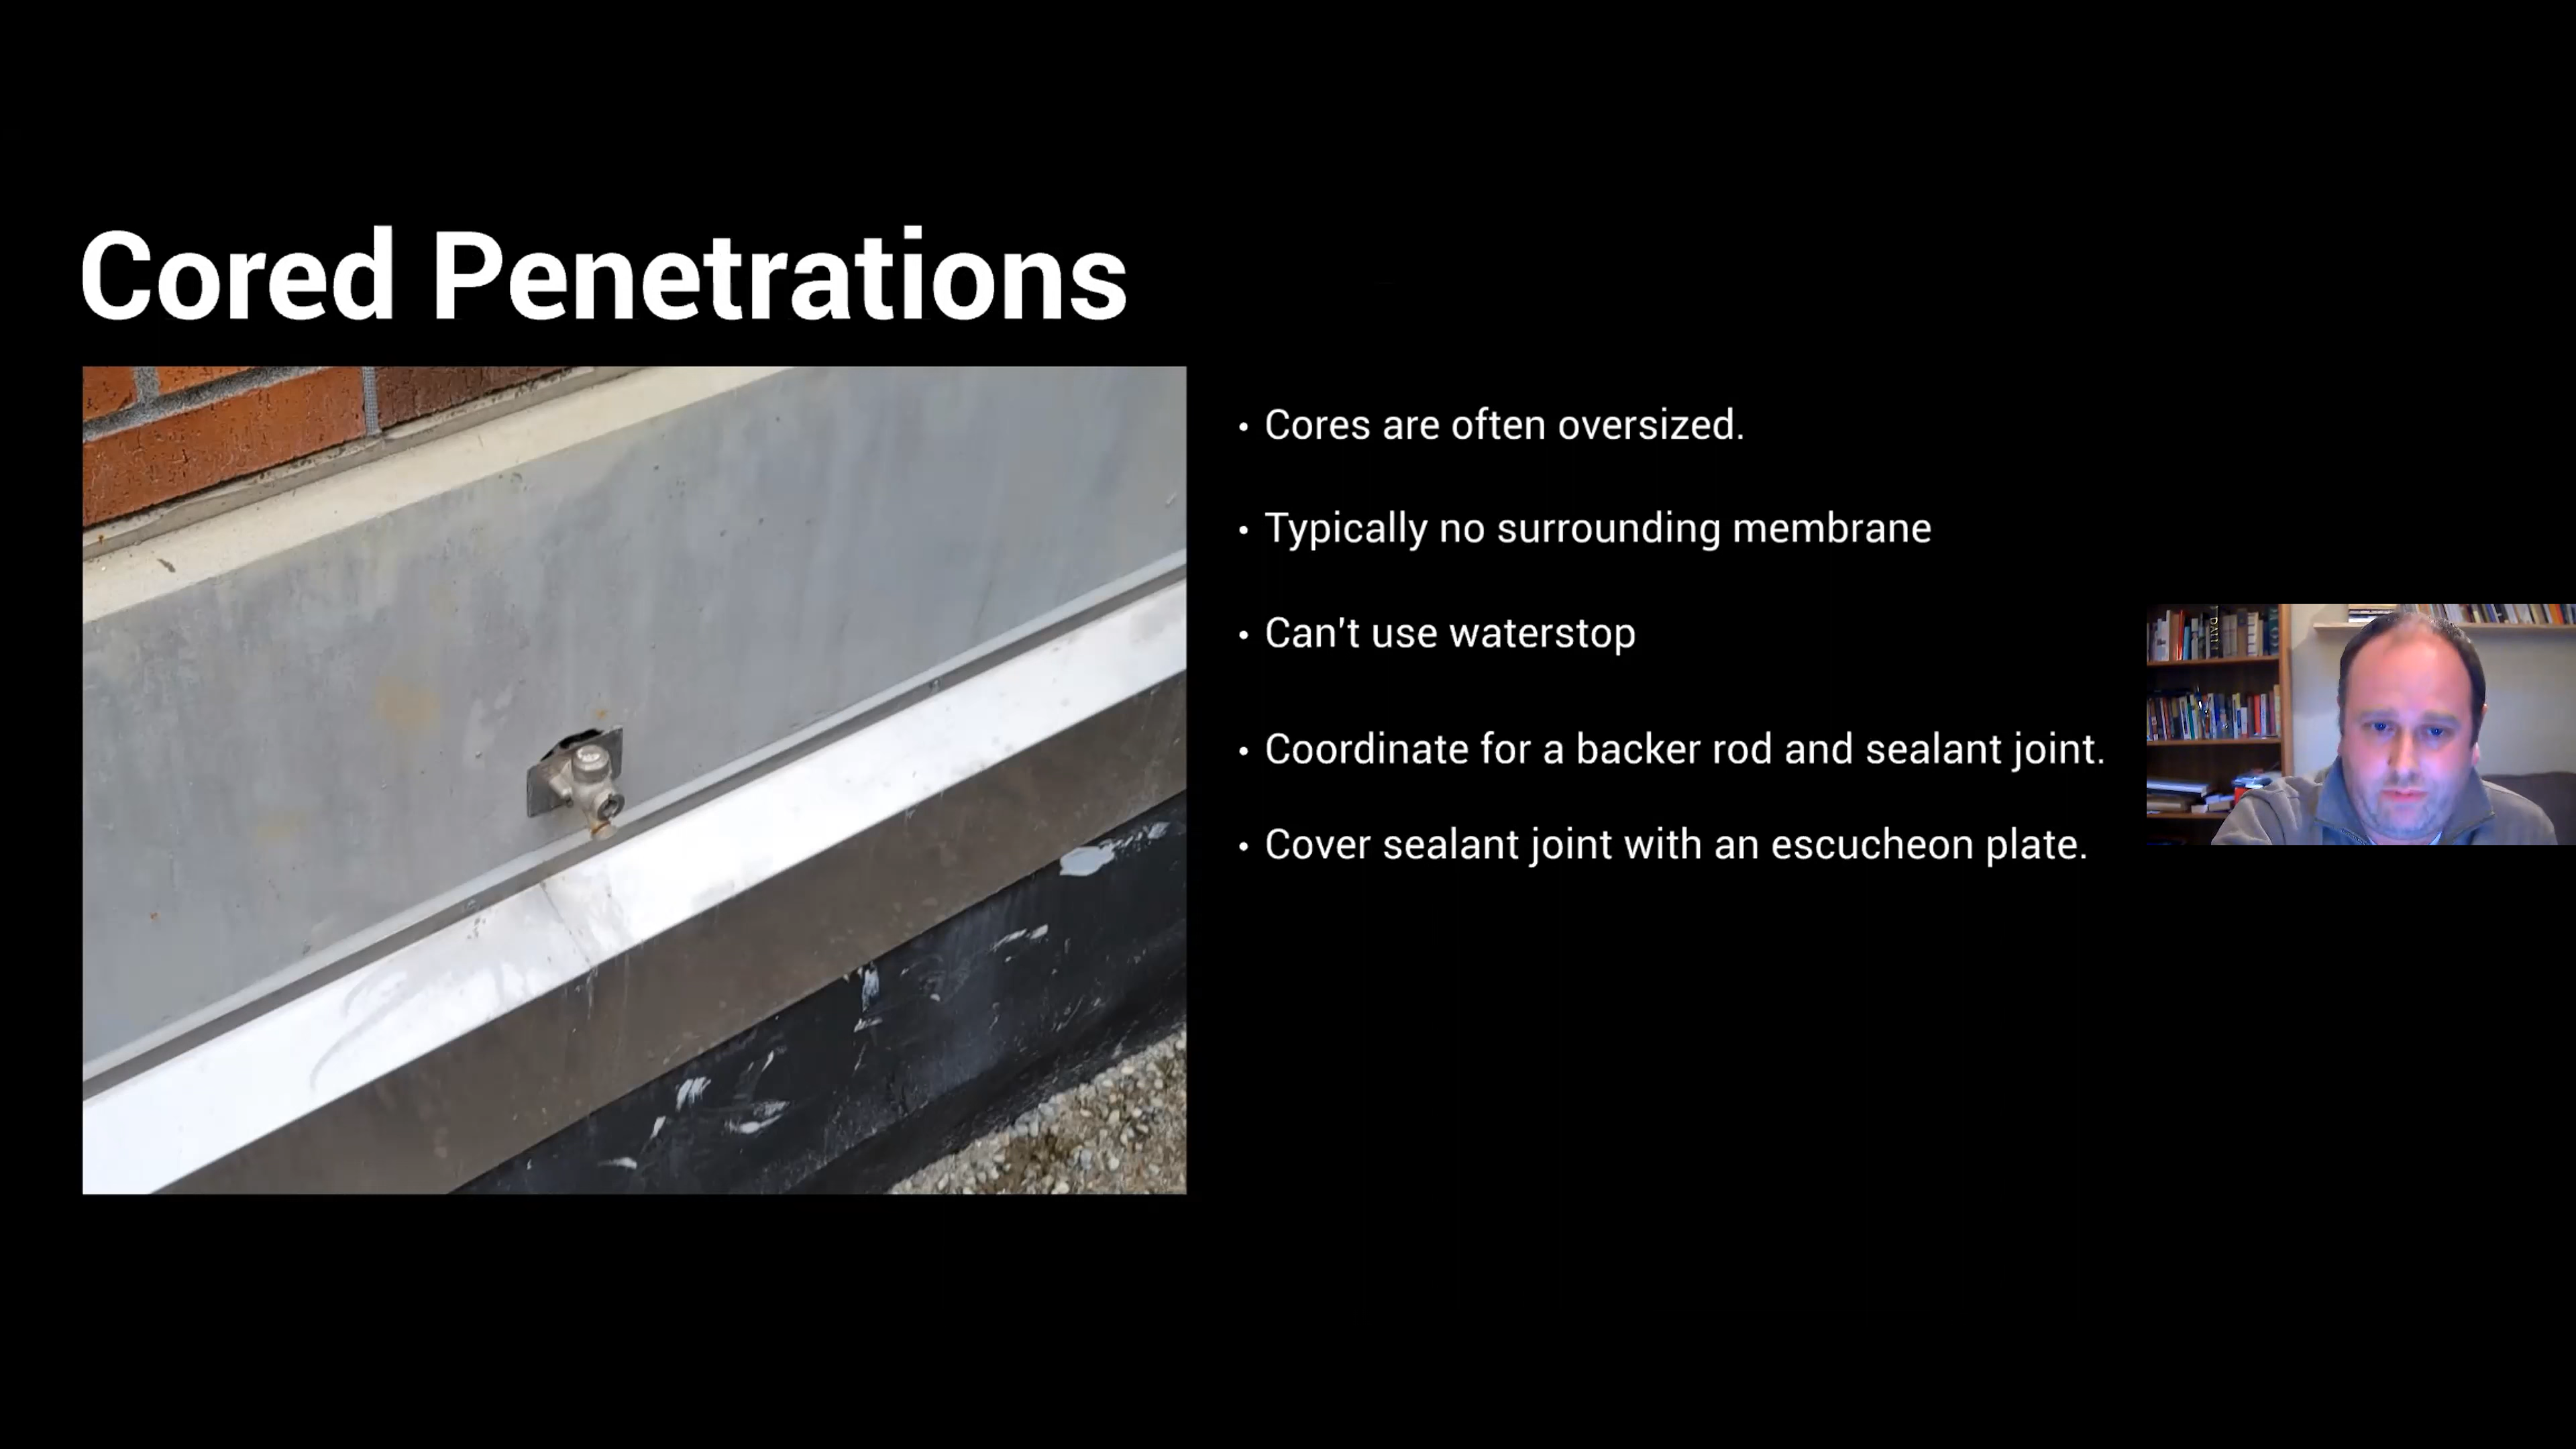 Cored Penetrations
• Cores are often oversized.
• Typically no surrounding membrane
• Can't use waterstop
• Coordinate for a backer rod and sealant joint.
• Cover sealant joint with an escucheon plate.
DALI